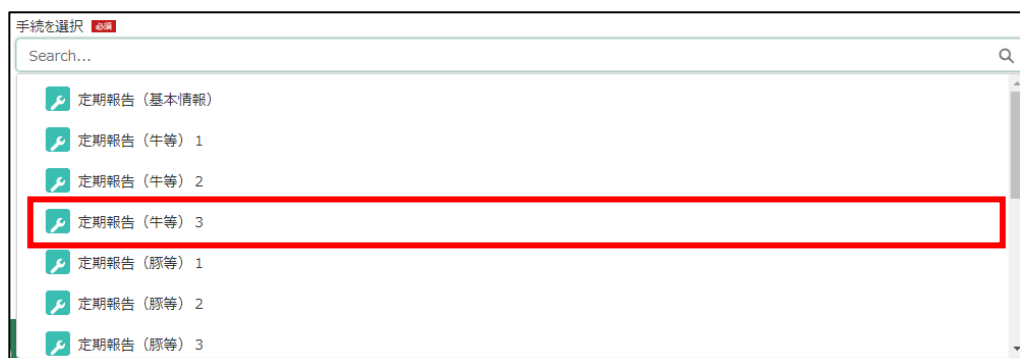 手続を選択 必須
Search...
定期報告（基本情報）
定期報告（牛等）１
定期報告（牛等）２
定期報告（牛等）３
定期報告（豚等）１
定期報告（豚等）２
定期報告（豚等）３